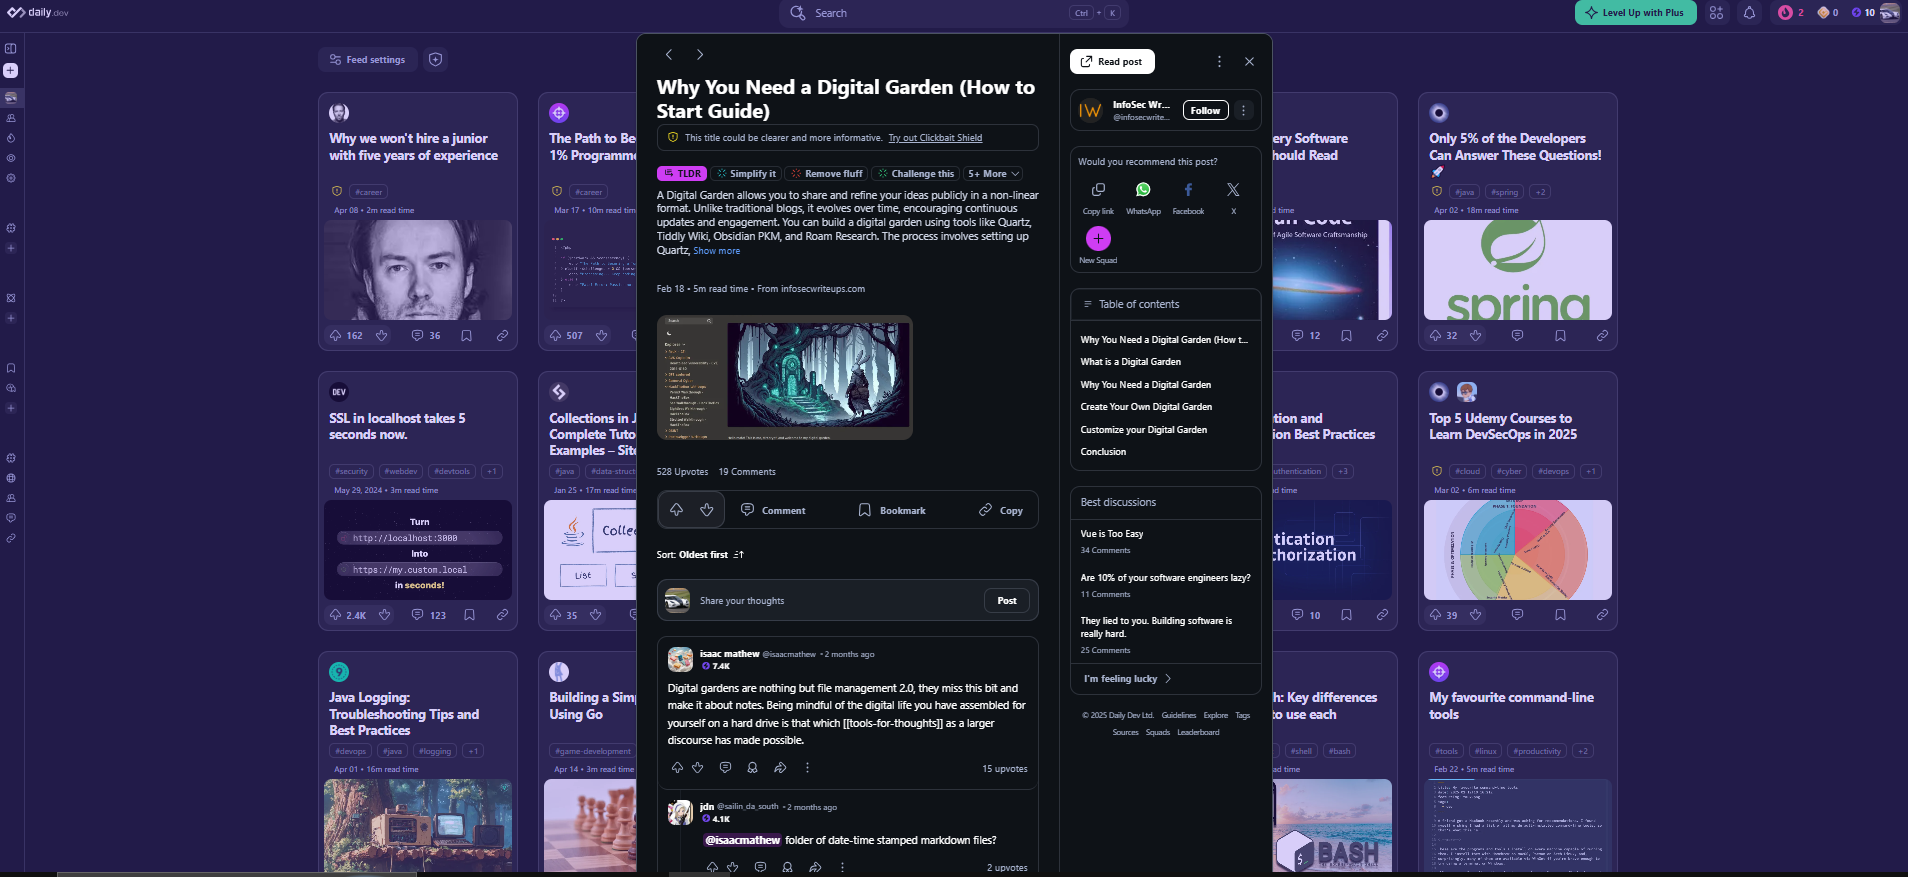 daily.dev
Search
Ctrl + K
Level Up with Plus
2
0
10
Feed settings
Why we won't hire a junior
with five years of experience
#career
Apr 08 • 2m read time
162
36
The Path to Be
1% Programme
#career
Mar 17 • 10m read tim
507
Why You Need a Digital Garden (How to
Start Guide)
This title could be clearer and more informative. Try out Clickbait Shield
TLDR
Simplify it
Remove fluff
Challenge this
5+ More
A Digital Garden allows you to share and refine your ideas publicly in a non-linear
format. Unlike traditional blogs, it evolves over time, encouraging continuous
updates and engagement. You can build a digital garden using tools like Quartz,
Tiddly Wiki, Obsidian PKM, and Roam Research. The process involves setting up
Quartz, Show more
Feb 18 • 5m read time • From infosecwriteups.com
Search
Explorer
528 Upvotes 19 Comments
Comment
Bookmark
Copy
Sort: Oldest first
Share your thoughts
Post
isaac mathew @isaacmathew • 2 months ago
7.4K
Digital gardens are nothing but file management 2.0, they miss this bit and
make it about notes. Being mindful of the digital life you have assembled for
yourself on a hard drive is that which [[tools-for-thoughts]] as a larger
discourse has made possible.
15 upvotes
jdn @sailin_da_south • 2 months ago
4.1K
@isaacmathew folder of date-time stamped markdown files?
2 upvotes
Read post
IW
InfoSec Wr...
@infosecwrite...
Follow
Would you recommend this post?
Copy link
WhatsApp
Facebook
X
New Squad
Table of contents
Why You Need a Digital Garden (How t...
What is a Digital Garden
Why You Need a Digital Garden
Create Your Own Digital Garden
Customize your Digital Garden
Conclusion
Best discussions
Vue is Too Easy
34 Comments
Are 10% of your software engineers lazy?
11 Comments
They lied to you. Building software is
really hard.
25 Comments
I'm feeling lucky
© 2025 Daily Dev Ltd. Guidelines Explore Tags
Sources Squads Leaderboard
ery Software
hould Read
d time
an Code
f Agile Software Craftsmanship
12
Only 5% of the Developers
Can Answer These Questions!
#java
#spring
+2
Apr 02 • 18m read time
spring
32
DEV
SSL in localhost takes 5
seconds now.
#security
#webdev
#devtools
+1
May 29, 2024 • 3m read time
Turn
http://localhost:3000
Into
https://my.custom.local
in seconds!
2.4K
123
Collections in J
Complete Tuto
Examples – Site
#java
#data-struct
Jan 25 • 17m read time
Java
Colle
List
S
35
tion and
ion Best Practices
uthentication
+3
d time
tication
horization
10
Top 5 Udemy Courses to
Learn DevSecOps in 2025
#cloud
#cyber
#devops
+1
Mar 02 • 6m read time
39
Java Logging:
Troubleshooting Tips and
Best Practices
#devops
#java
#logging
+1
Apr 01 • 16m read time
Building a Simp
Using Go
#game-development
Apr 14 • 3m read time
h: Key differences
to use each
#shell
#bash
d time
BASH
My favourite command-line
tools
#tools
#linux
#productivity
+2
Feb 22 • 5m read time